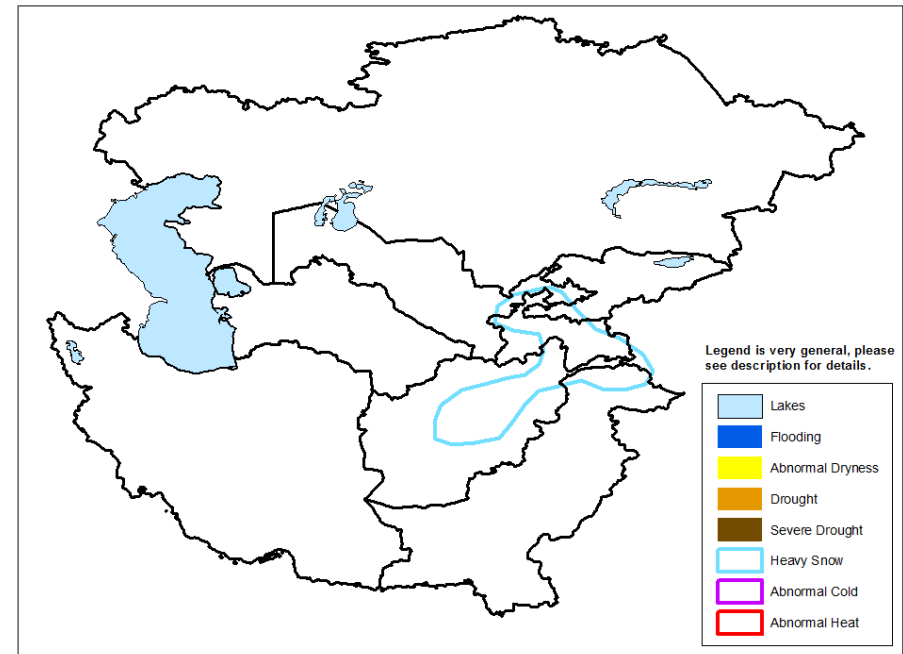 Legend is very general, please
see description for details.
Lakes
Flooding
Abnormal Dryness
Drought
Severe Drought
Heavy Snow
Abnormal Cold
Abnormal Heat